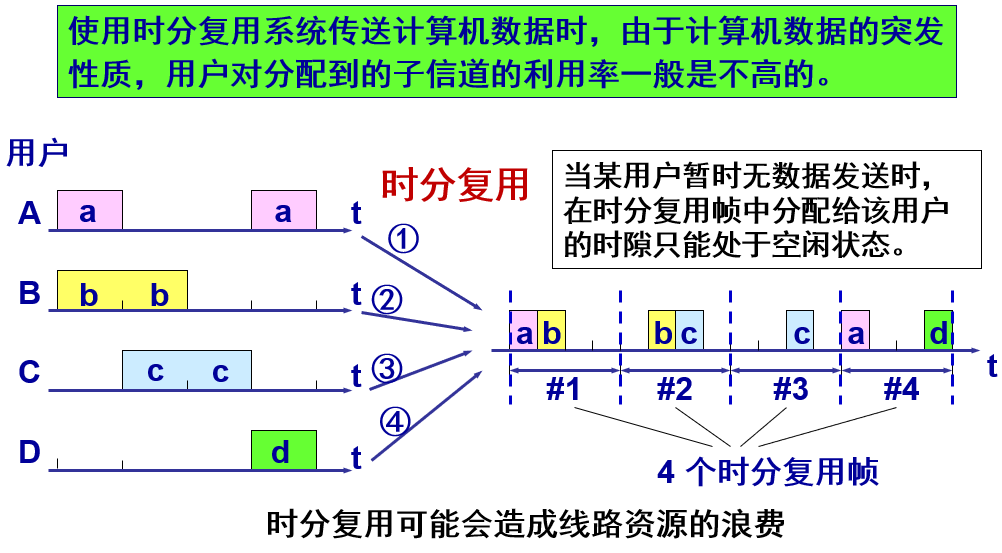 使用时分复用系统传送计算机数据时，由于计算机数据的突发
性质，用户对分配到的子信道的利用率一般是不高的。
用户
时分复用
当某用户暂时无数据发送时，
在时分复用帧中分配给该用户
的时隙只能处于空闲状态。
A a a t
①
B b b t
②
C c c t
③
D d t
④
a b b c c a d
t
#1 #2 #3 #4
4 个时分复用帧
时分复用可能会造成线路资源的浪费